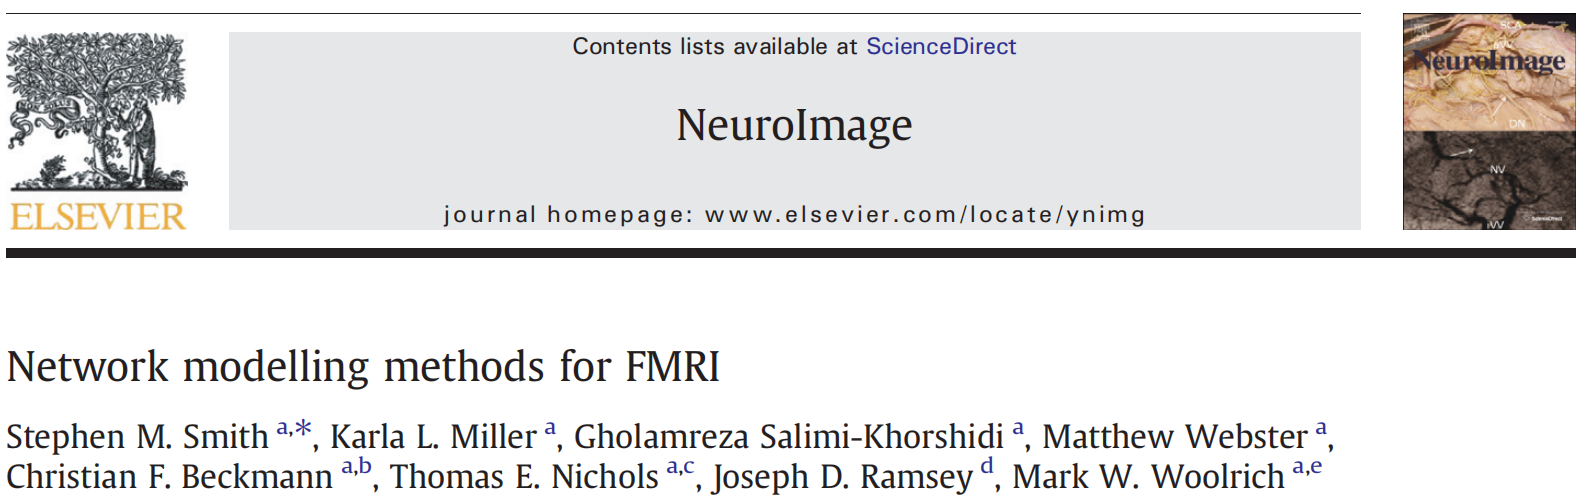 Contents lists available at ScienceDirect
NeuroImage
journal homepage: www.elsevier.com/locate/ynimg
ELSEVIER
SCA
NeuroImage
DN
NV
ScienceDirect
Network modelling methods for FMRI
Stephen M. Smith a,*, Karla L. Miller a, Gholamreza Salimi-Khorshidi a, Matthew Webster a,
Christian F. Beckmann a,b, Thomas E. Nichols a,c, Joseph D. Ramsey d, Mark W. Woolrich a,e